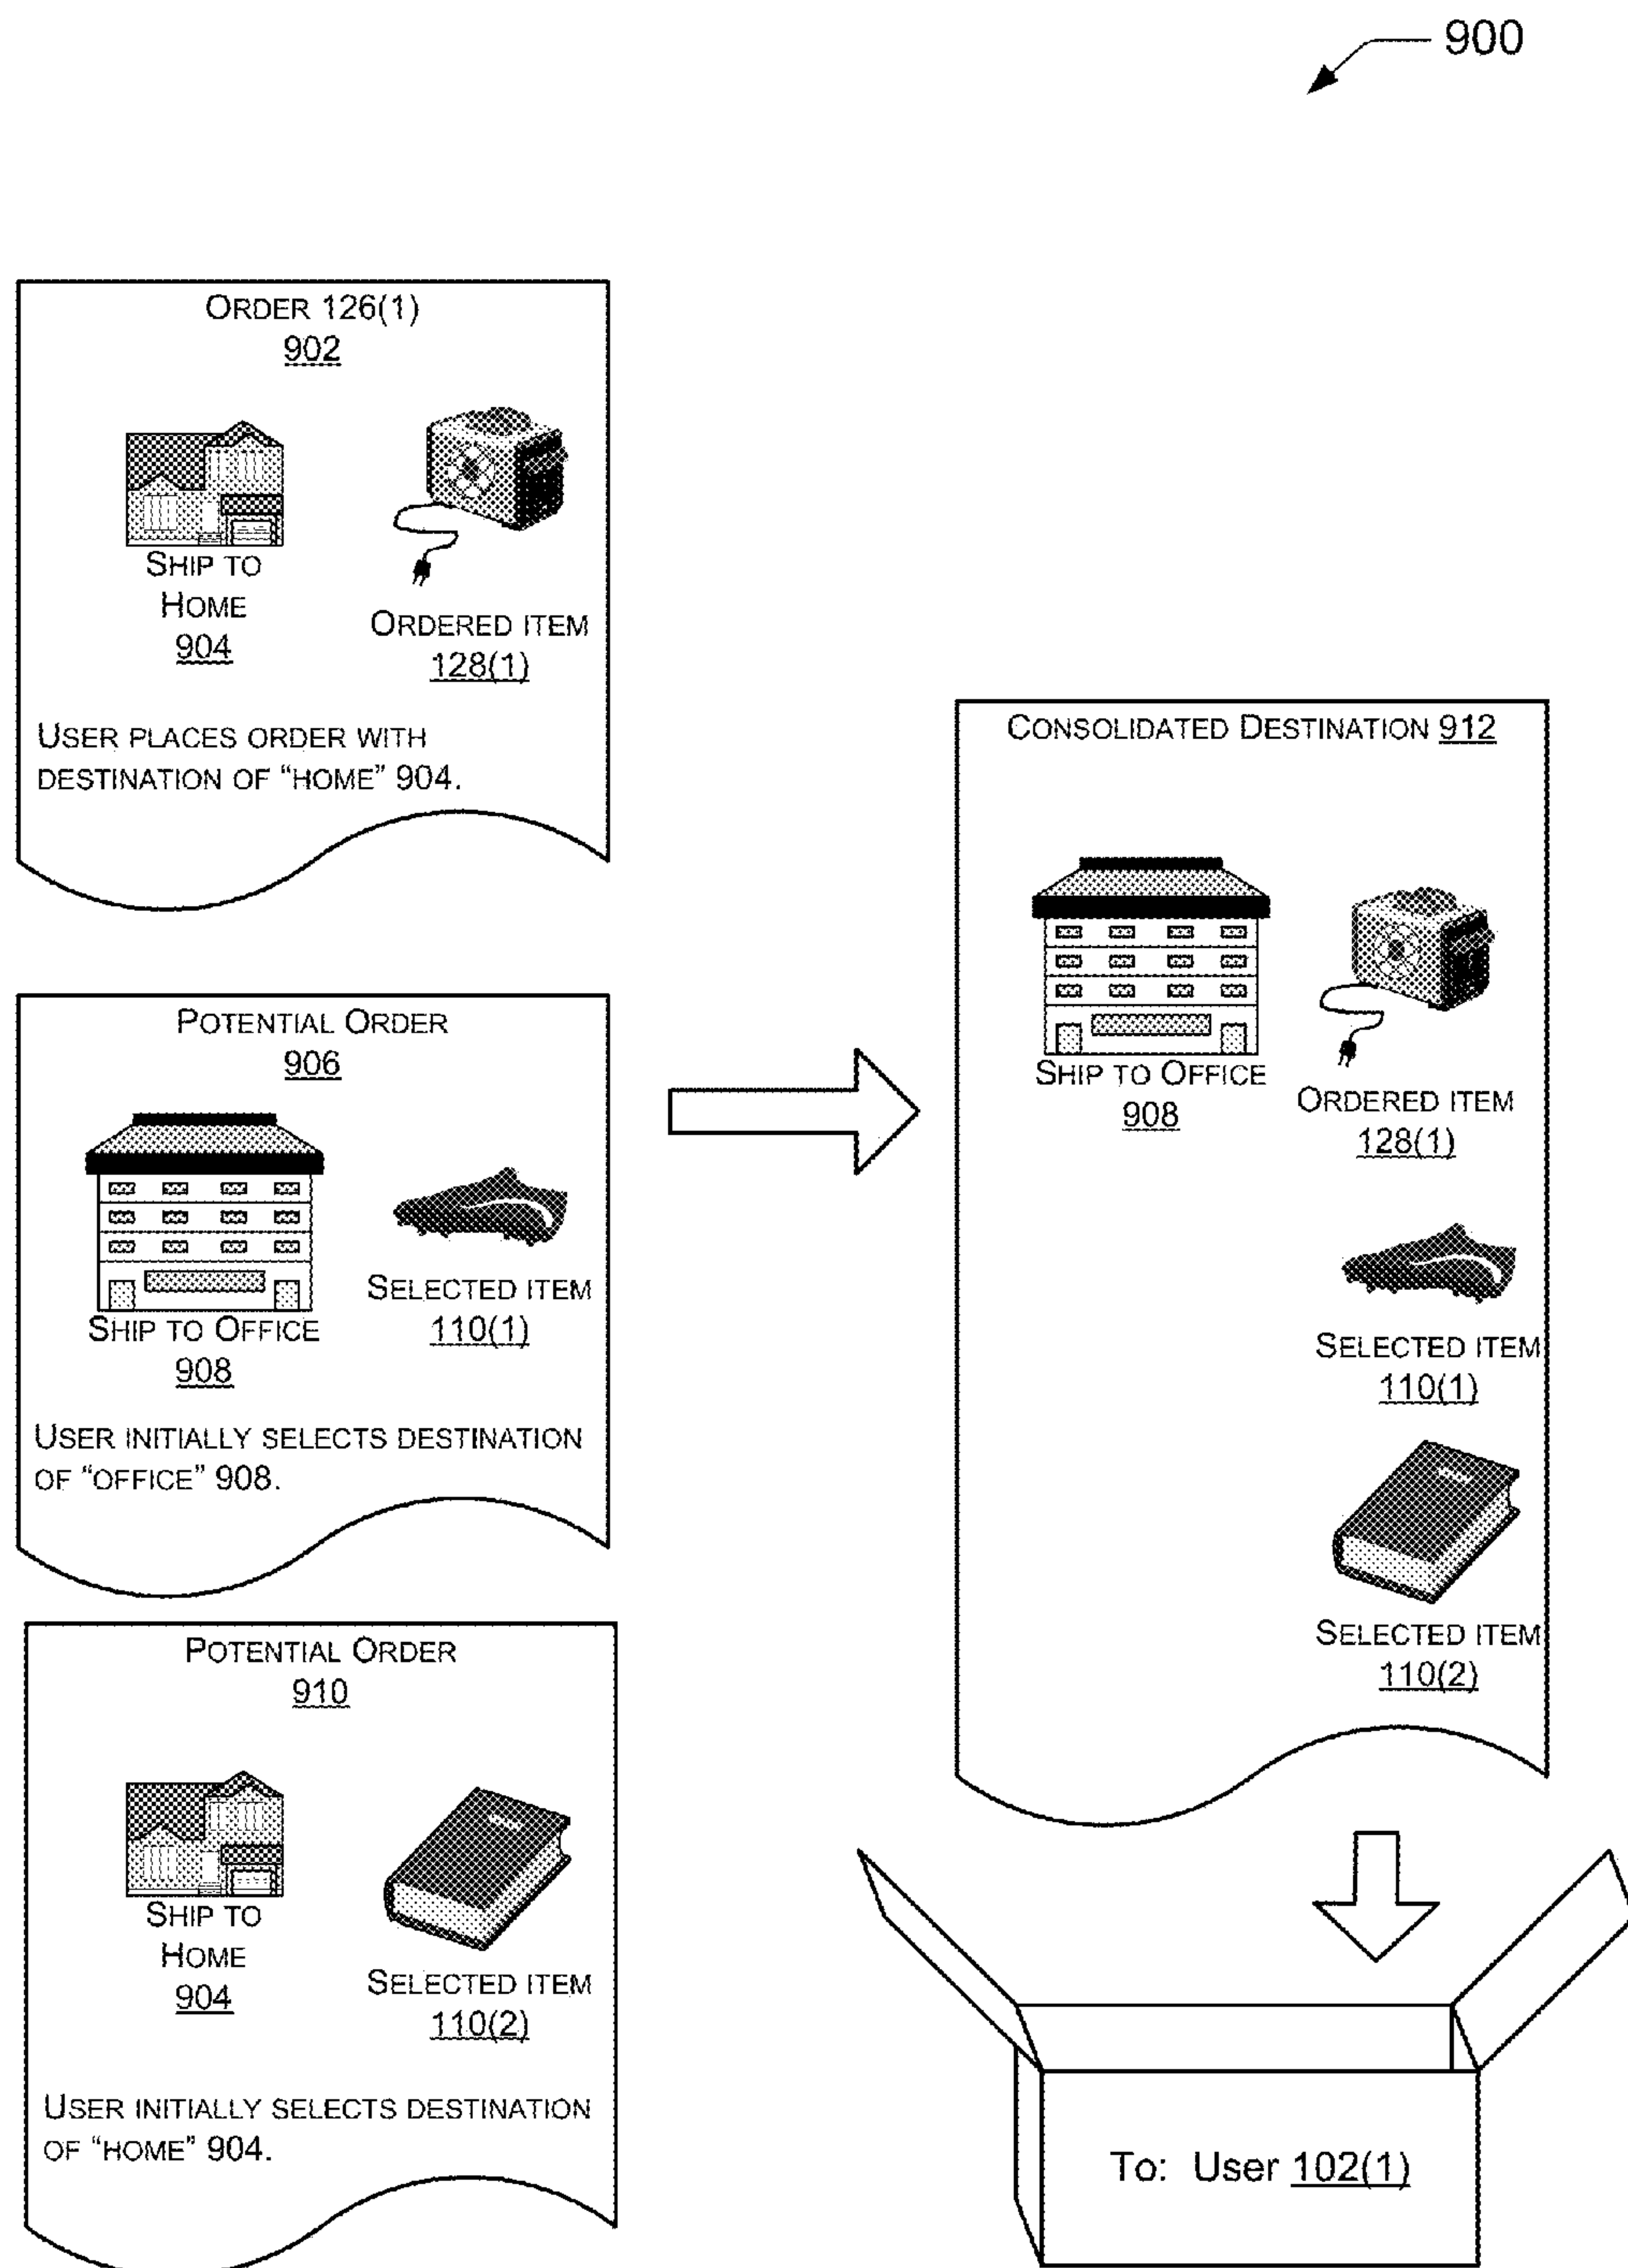 900
ORDER 126(1)
902
SHIP TO
HOME
904
ORDERED ITEM
128(1)
USER PLACES ORDER WITH
DESTINATION OF “HOME” 904.
POTENTIAL ORDER
906
SHIP TO OFFICE
908
SELECTED ITEM
110(1)
USER INITIALLY SELECTS DESTINATION
OF “OFFICE” 908.
POTENTIAL ORDER
910
SHIP TO
HOME
904
SELECTED ITEM
110(2)
USER INITIALLY SELECTS DESTINATION
OF “HOME” 904.
CONSOLIDATED DESTINATION 912
SHIP TO OFFICE
908
ORDERED ITEM
128(1)
SELECTED ITEM
110(1)
SELECTED ITEM
110(2)
To: User 102(1)